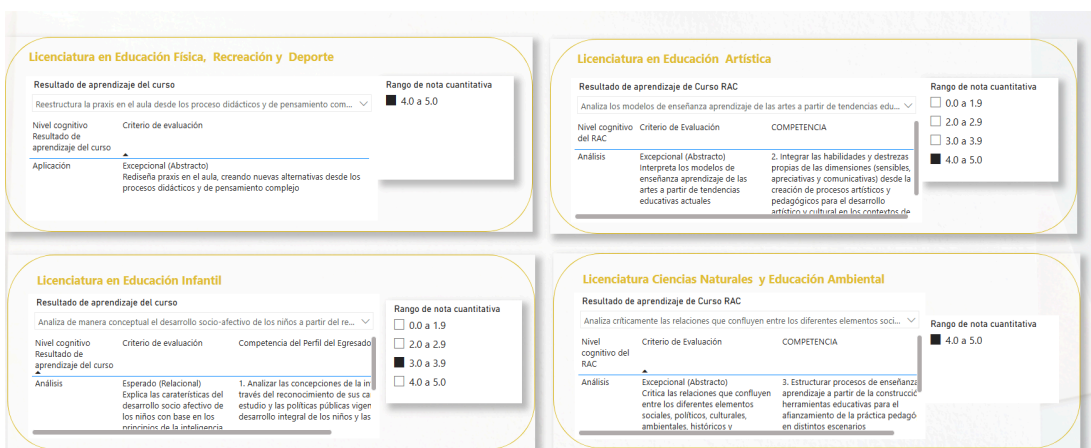 Licenciatura en Educación Física, Recreación y Deporte
Resultado de aprendizaje del curso
Reestructura la praxis en el aula desde los proceso didácticos y de pensamiento com...
Rango de nota cuantitativa
4.0 a 5.0
Nivel cognitivo
Resultado de
aprendizaje del curso
Criterio de evaluación
Aplicación
Excepcional (Abstracto)
Rediseña praxis en el aula, creando nuevas alternativas desde los
procesos didácticos y de pensamiento complejo
Licenciatura en Educación Artística
Resultado de aprendizaje de Curso RAC
Analiza los modelos de enseñanza aprendizaje de las artes a partir de tendencias edu...
Rango de nota cuantitativa
0.0 a 1.9
2.0 a 2.9
3.0 a 3.9
4.0 a 5.0
Nivel cognitivo
del RAC
Criterio de Evaluación
COMPETENCIA
Análisis
Excepcional (Abstracto)
Interpreta los modelos de
enseñanza aprendizaje de las
artes a partir de tendencias
educativas actuales
2. Integrar las habilidades y destrezas
propias de las dimensiones (sensibles,
apreciativas y comunicativas) desde la
creación de procesos artísticos y
pedagógicos para el desarrollo
artístico y cultural en los contextos de
Licenciatura en Educación Infantil
Resultado de aprendizaje del curso
Analiza de manera conceptual el desarrollo socio-afectivo de los niños a partir del re...
Rango de nota cuantitativa
0.0 a 1.9
2.0 a 2.9
3.0 a 3.9
4.0 a 5.0
Nivel cognitivo
Resultado de
aprendizaje del curso
Criterio de evaluación
Competencia del Perfil del Egresado
Análisis
Esperado (Relacional)
Explica las caraterísticas del
desarrollo socio afectivo de
los niños con base en los
principios de la inteligencia
1. Analizar las concepciones de la in
través del reconocimiento de sus ca
estudio y las políticas públicas vigen
desarrollo integral de los niños y las
Licenciatura Ciencias Naturales y Educación Ambiental
Resultado de aprendizaje de Curso RAC
Analiza críticamente las relaciones que confluyen entre los diferentes elementos soci...
Rango de nota cuantitativa
4.0 a 5.0
Nivel
cognitivo del
RAC
Criterio de Evaluación
COMPETENCIA
Análisis
Excepcional (Abstracto)
Critica las relaciones que confluyen
entre los diferentes elementos
sociales, políticos, culturales,
ambientales, históricos y
3. Estructurar procesos de enseñanza
aprendizaje a partir de la construcció
herramientas educativas para el
afianzamiento de la práctica pedagó
en distintos escenarios